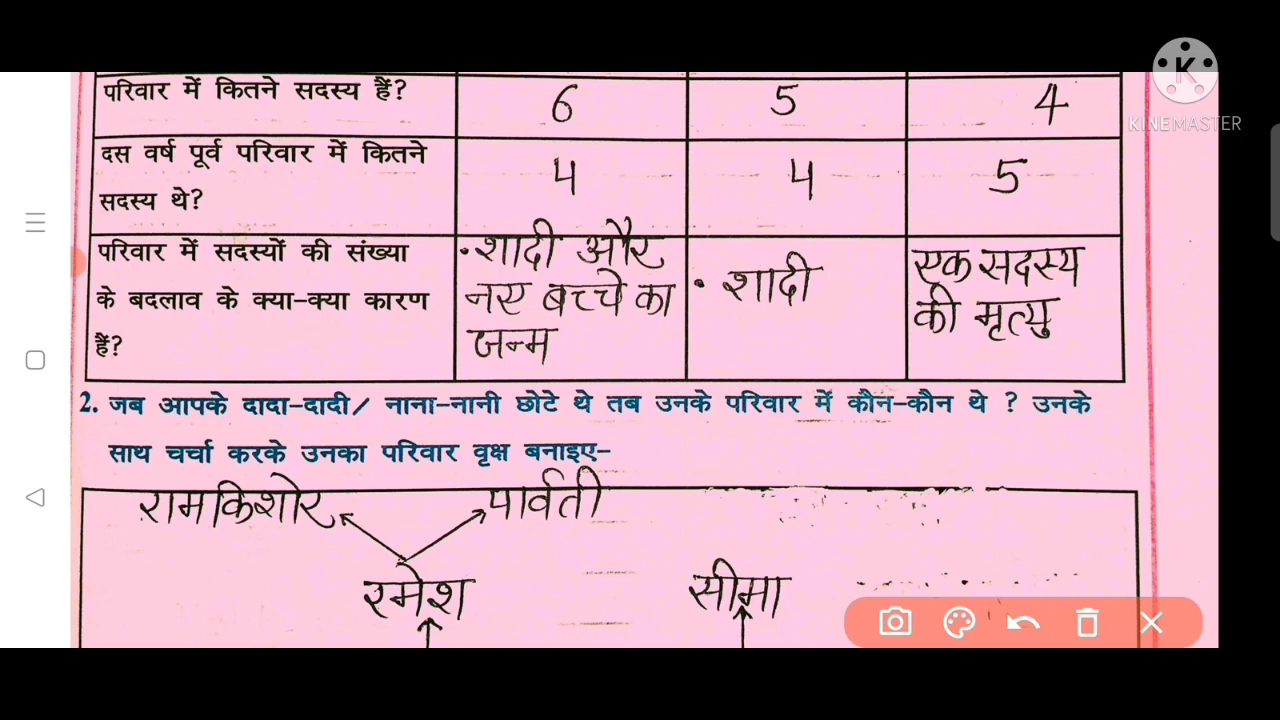 KINEMASTER
परिवार में कितने सदस्य हैं? 6 5 4
दस वर्ष पूर्व परिवार में कितने
सदस्य थे? 4 4 5
परिवार में सदस्यों की संख्या
के बदलाव के क्या-क्या कारण
हैं?
• शादी और
नए बच्चे का
जन्म
• शादी
एक सदस्य
की मृत्यु
2. जब आपके दादा-दादी/ नाना-नानी छोटे थे तब उनके परिवार में कौन-कौन थे ? उनके
साथ चर्चा करके उनका परिवार वृक्ष बनाइए-
रामकिशोर पार्वती
रमेश सीमा